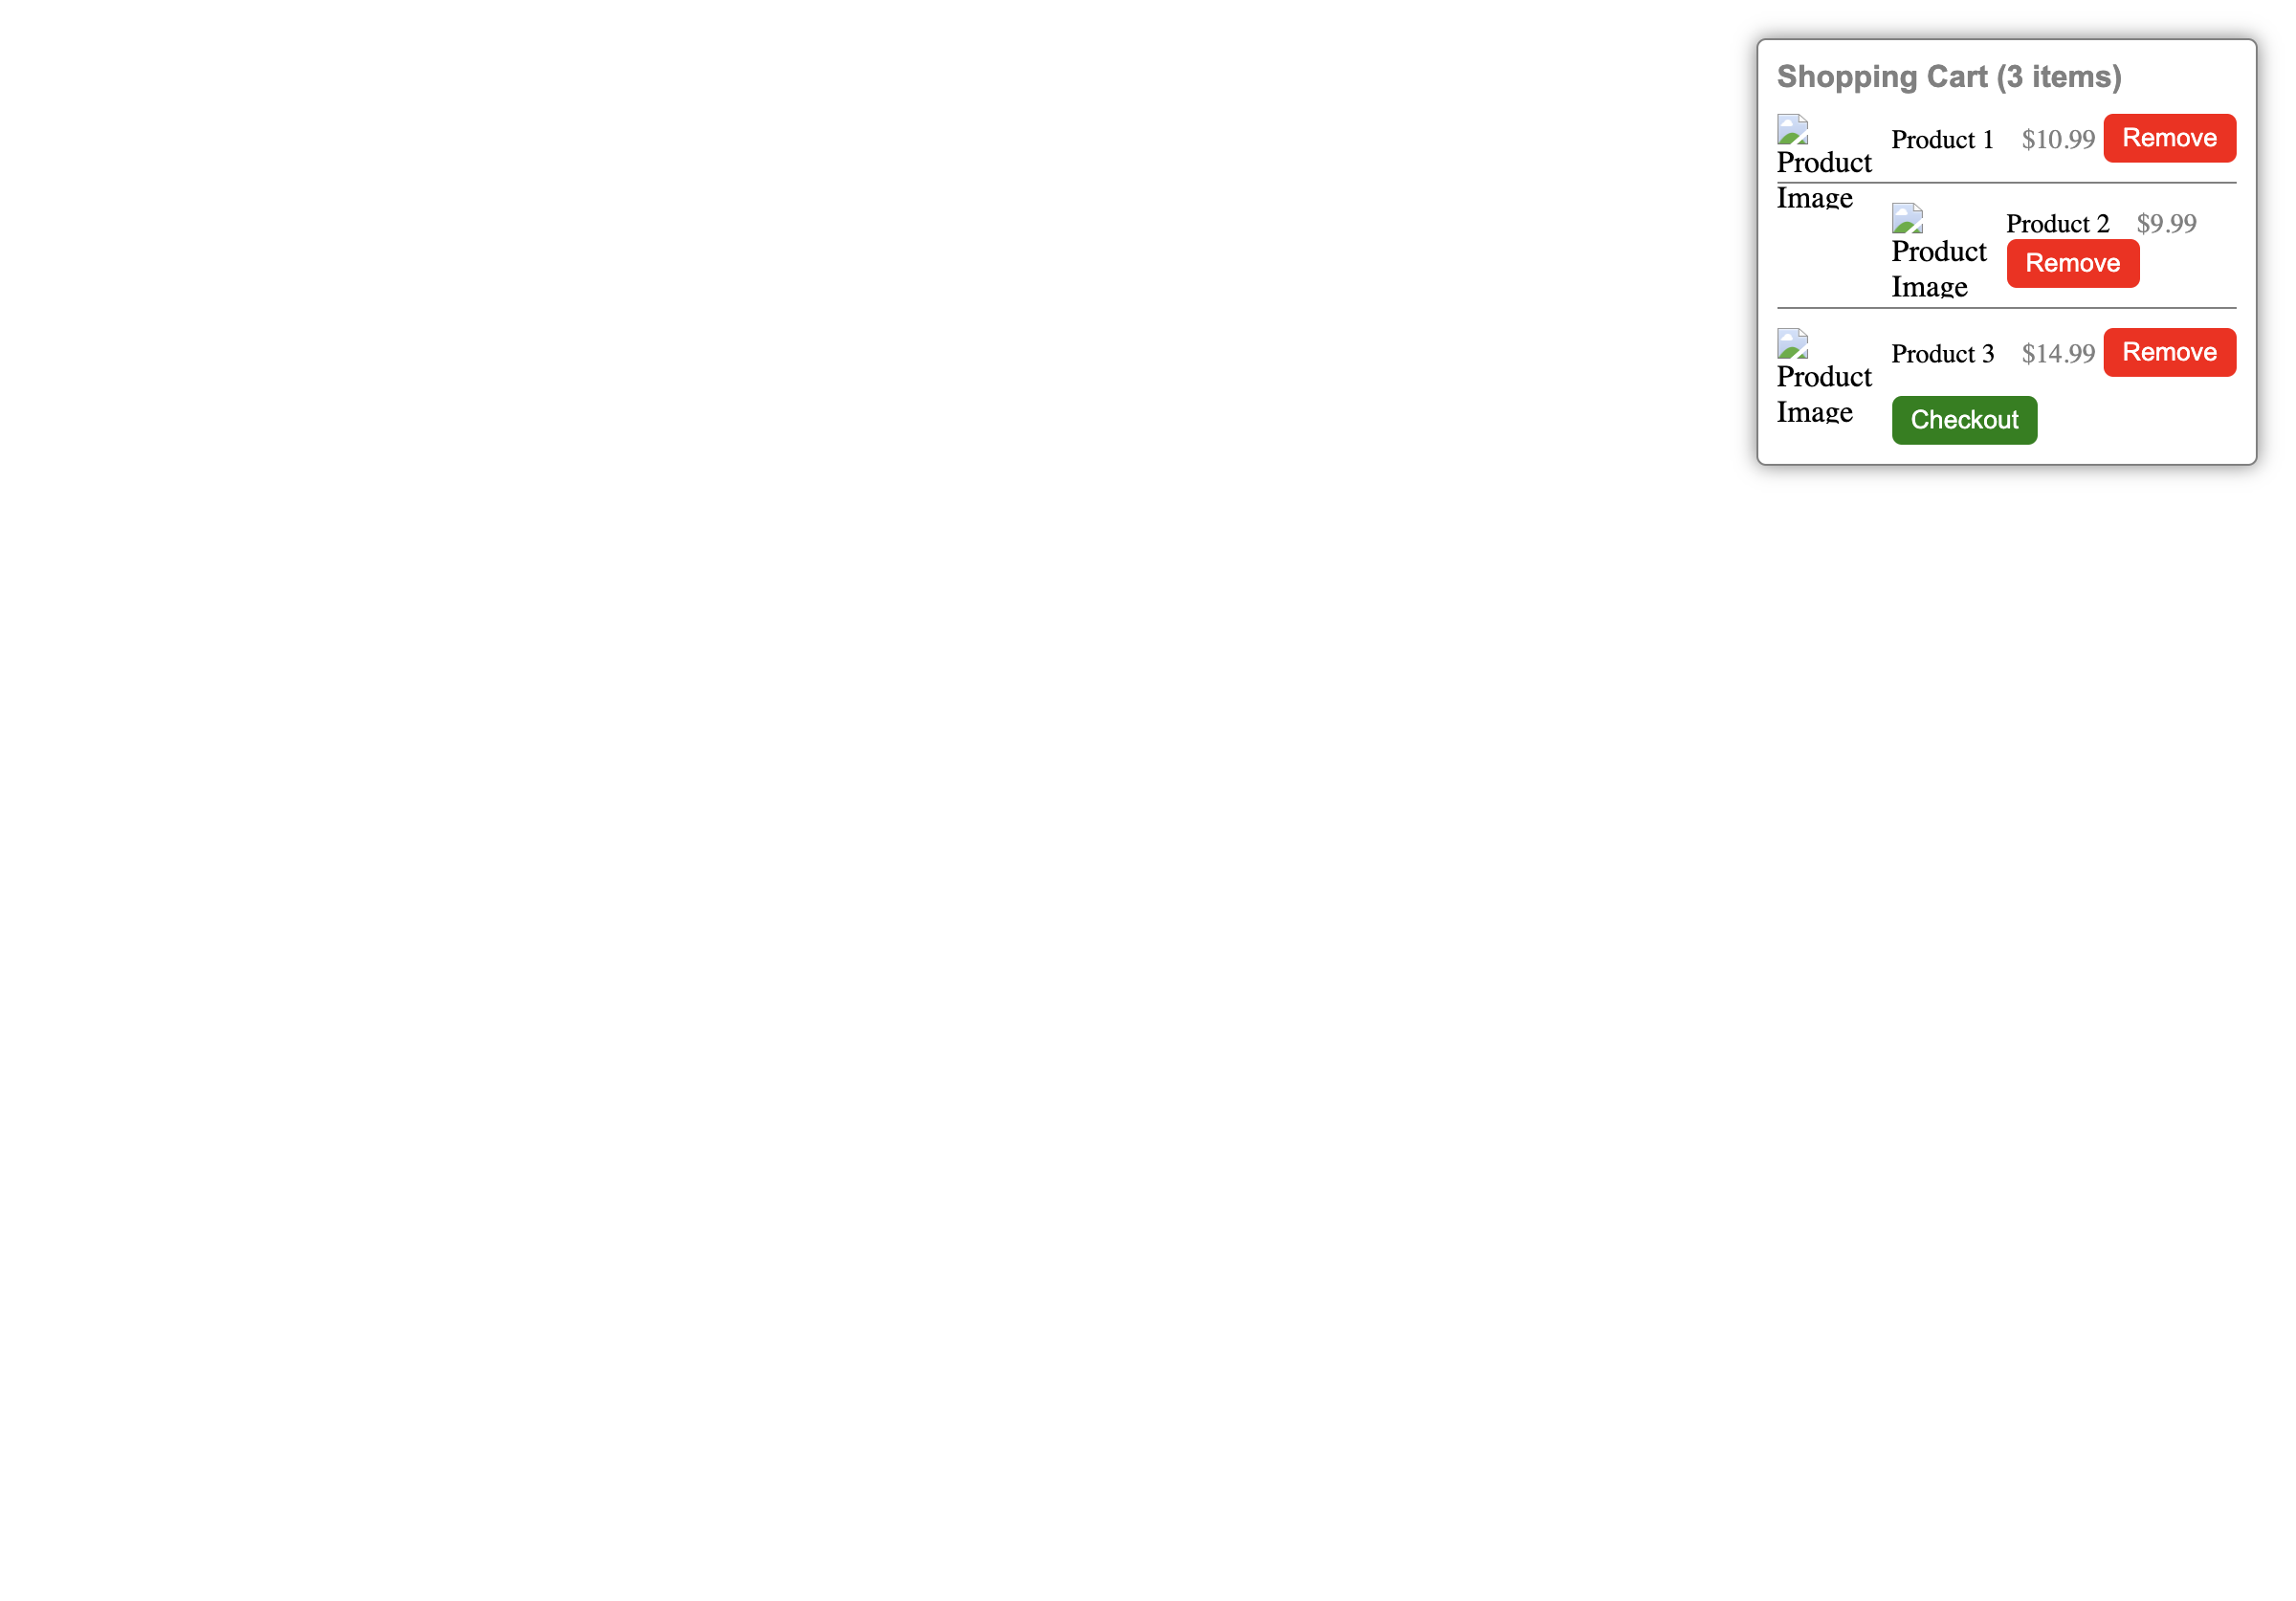 Shopping Cart (3 items)
Product Image
Product 1 $10.99 Remove
Product Image
Product 2 $9.99
Remove
Product Image
Product 3 $14.99 Remove
Checkout